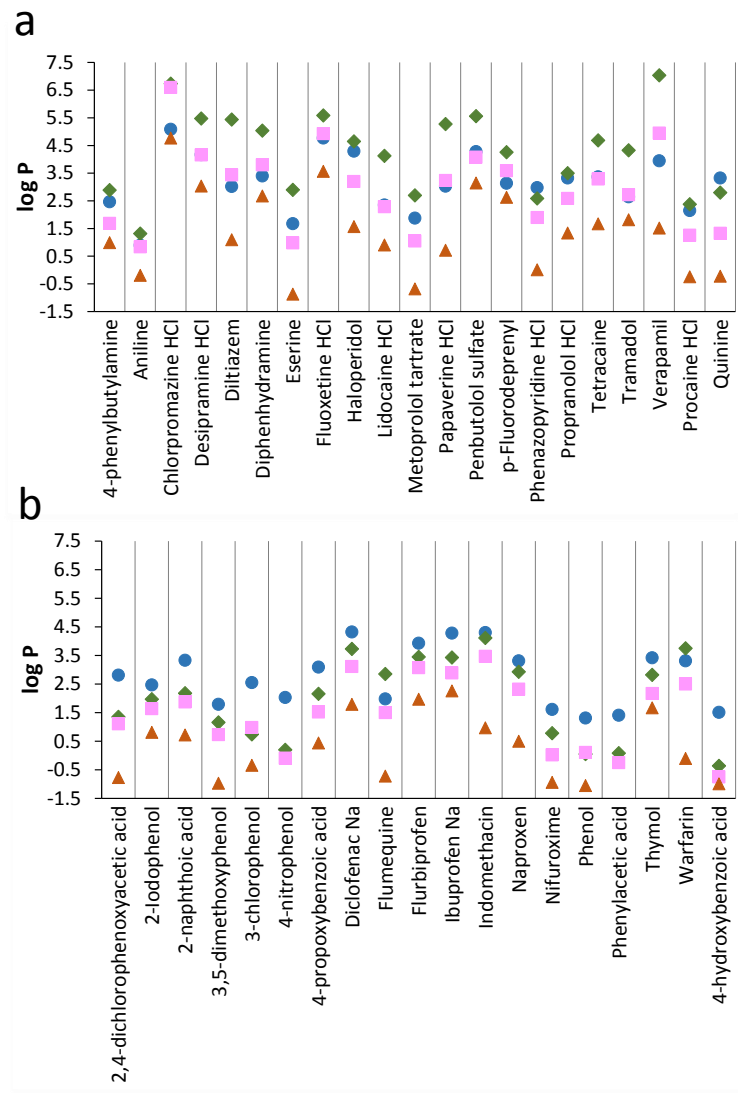 a
7.5
6.5
5.5
4.5
3.5
2.5
1.5
0.5
-0.5
-1.5
log P
4-phenylbutylamine
Aniline
Chlorpromazine HCl
Desipramine HCl
Diltiazem
Diphenhydramine
Eserine
Fluoxetine HCl
Haloperidol
Lidocaine HCl
Metoprolol tartrate
Papaverine HCl
Penbutolol sulfate
p-Fluorodeprenyl
Phenazopyridine HCl
Propranolol HCl
Tetracaine
Tramadol
Verapamil
Procaine HCl
Quinine
b
7.5
6.5
5.5
4.5
3.5
2.5
1.5
0.5
-0.5
-1.5
log P
2,4-dichlorophenoxyacetic acid
2-Iodophenol
2-naphthoic acid
3,5-dimethoxyphenol
3-chlorophenol
4-nitrophenol
4-propoxybenzoic acid
Diclofenac Na
Flumequine
Flurbiprofen
Ibuprofen Na
Indomethacin
Naproxen
Nifuroxime
Phenol
Phenylacetic acid
Thymol
Warfarin
4-hydroxybenzoic acid